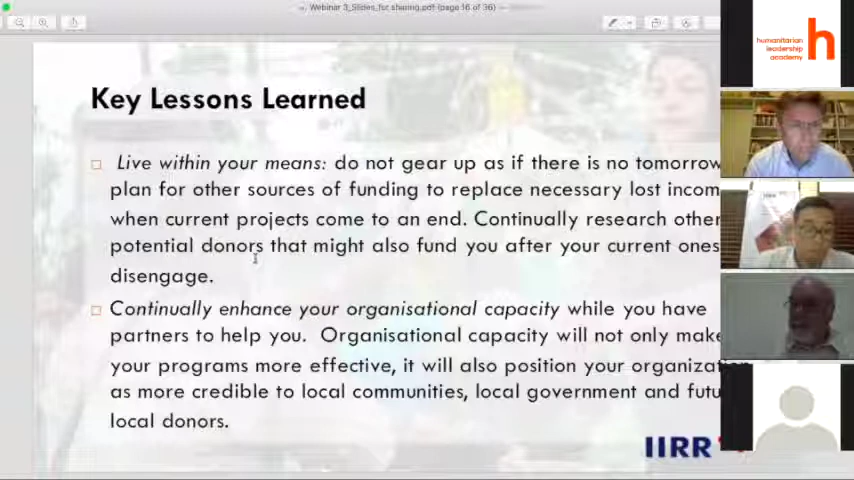 Webinar 3_Slides_for sharing.pdf (page 16 of 36)
Key Lessons Learned
Live within your means: do not gear up as if there is no tomorrow
plan for other sources of funding to replace necessary lost incom
when current projects come to an end. Continually research other
potential donors that might also fund you after your current ones
disengage.
Continually enhance your organisational capacity while you have
partners to help you. Organisational capacity will not only make
your programs more effective, it will also position your organizatio
as more credible to local communities, local government and futu
local donors.
IIRR
humanitarian
leadership
academy
h